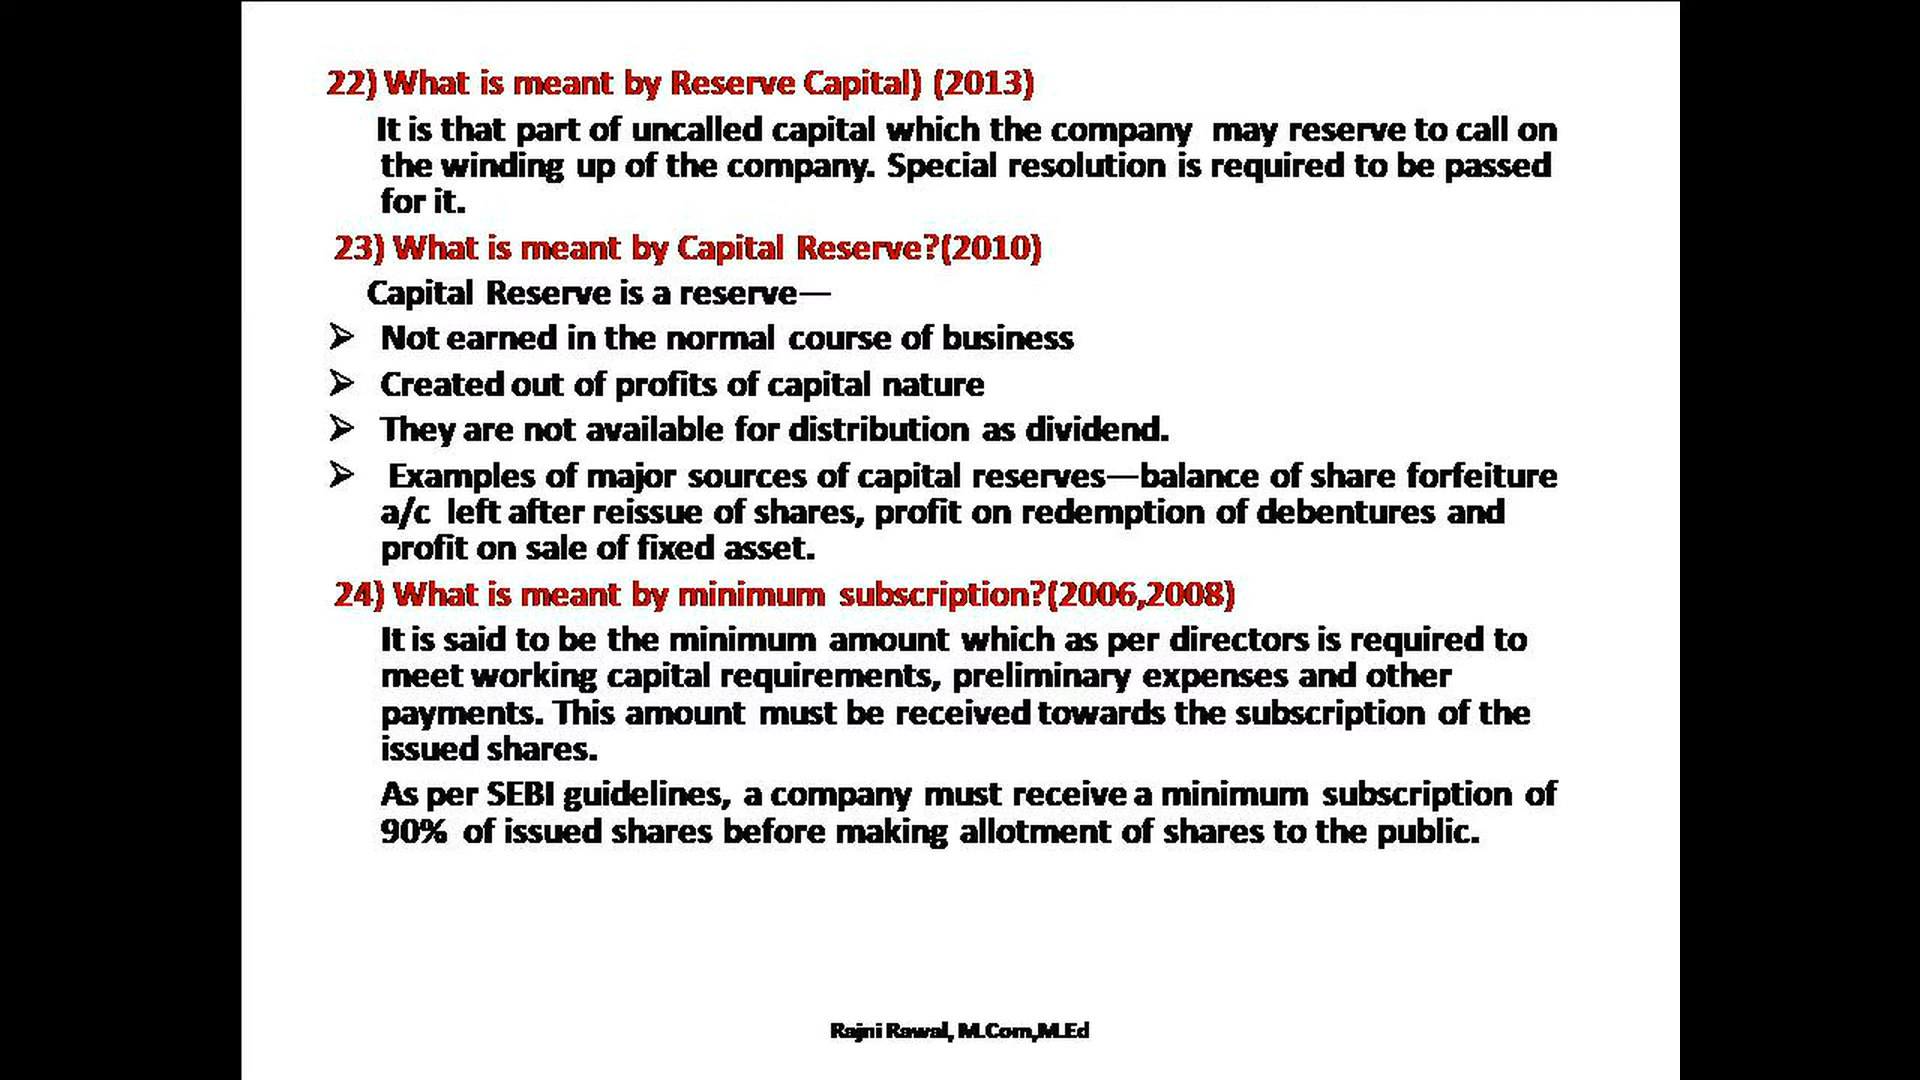 22) What is meant by Reserve Capital) (2013)
It is that part of uncalled capital which the company may reserve to call on
the winding up of the company. Special resolution is required to be passed
for it.
23) What is meant by Capital Reserve?(2010)
Capital Reserve is a reserve—
➢ Not earned in the normal course of business
➢ Created out of profits of capital nature
➢ They are not available for distribution as dividend.
➢ Examples of major sources of capital reserves—balance of share forfeiture
a/c left after reissue of shares, profit on redemption of debentures and
profit on sale of fixed asset.
24) What is meant by minimum subscription?(2006,2008)
It is said to be the minimum amount which as per directors is required to
meet working capital requirements, preliminary expenses and other
payments. This amount must be received towards the subscription of the
issued shares.
As per SEBI guidelines, a company must receive a minimum subscription of
90% of issued shares before making allotment of shares to the public.
Rajni Rawal, M.Com,M.Ed